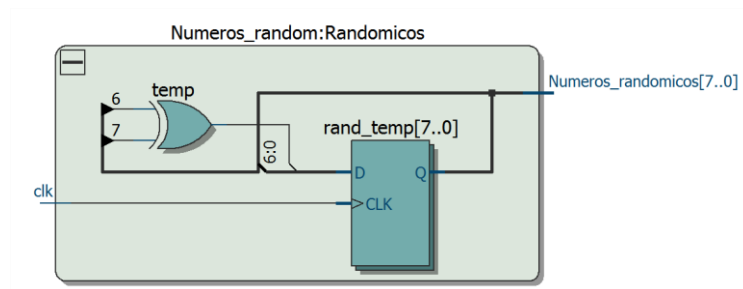 Numeros_random:Randomicos
temp
6
7
Numeros_randomicos[7..0]
rand_temp[7..0]
6:0
D
Q
clk
CLK